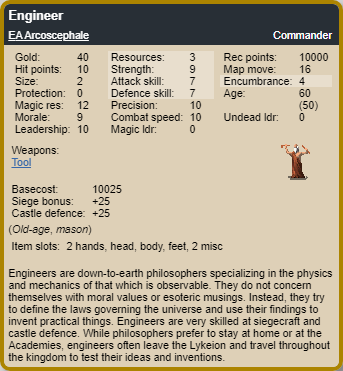 Engineer
EA Arcoscephale Commander
Gold: 40 Resources: 3 Rec points: 10000
Hit points: 10 Strength: 9 Map move: 16
Size: 2 Attack skill: 7 Encumbrance: 4
Protection: 0 Defence skill: 7 Age: 60
Magic res: 12 Precision: 10 (50)
Morale: 9 Combat speed: 10 Undead ldr: 0
Leadership: 10 Magic ldr: 0
Weapons:
Tool
Basecost: 10025
Siege bonus: +25
Castle defence: +25
(Old-age, mason)
Item slots: 2 hands, head, body, feet, 2 misc
Engineers are down-to-earth philosophers specializing in the physics
and mechanics of that which is observable. They do not concern
themselves with moral values or esoteric musings. Instead, they try
to define the laws governing the universe and use their findings to
invent practical things. Engineers are very skilled at siegecraft and
castle defence. While philosophers prefer to stay at home or at the
Academies, engineers often leave the Lykeion and travel throughout
the kingdom to test their ideas and inventions.